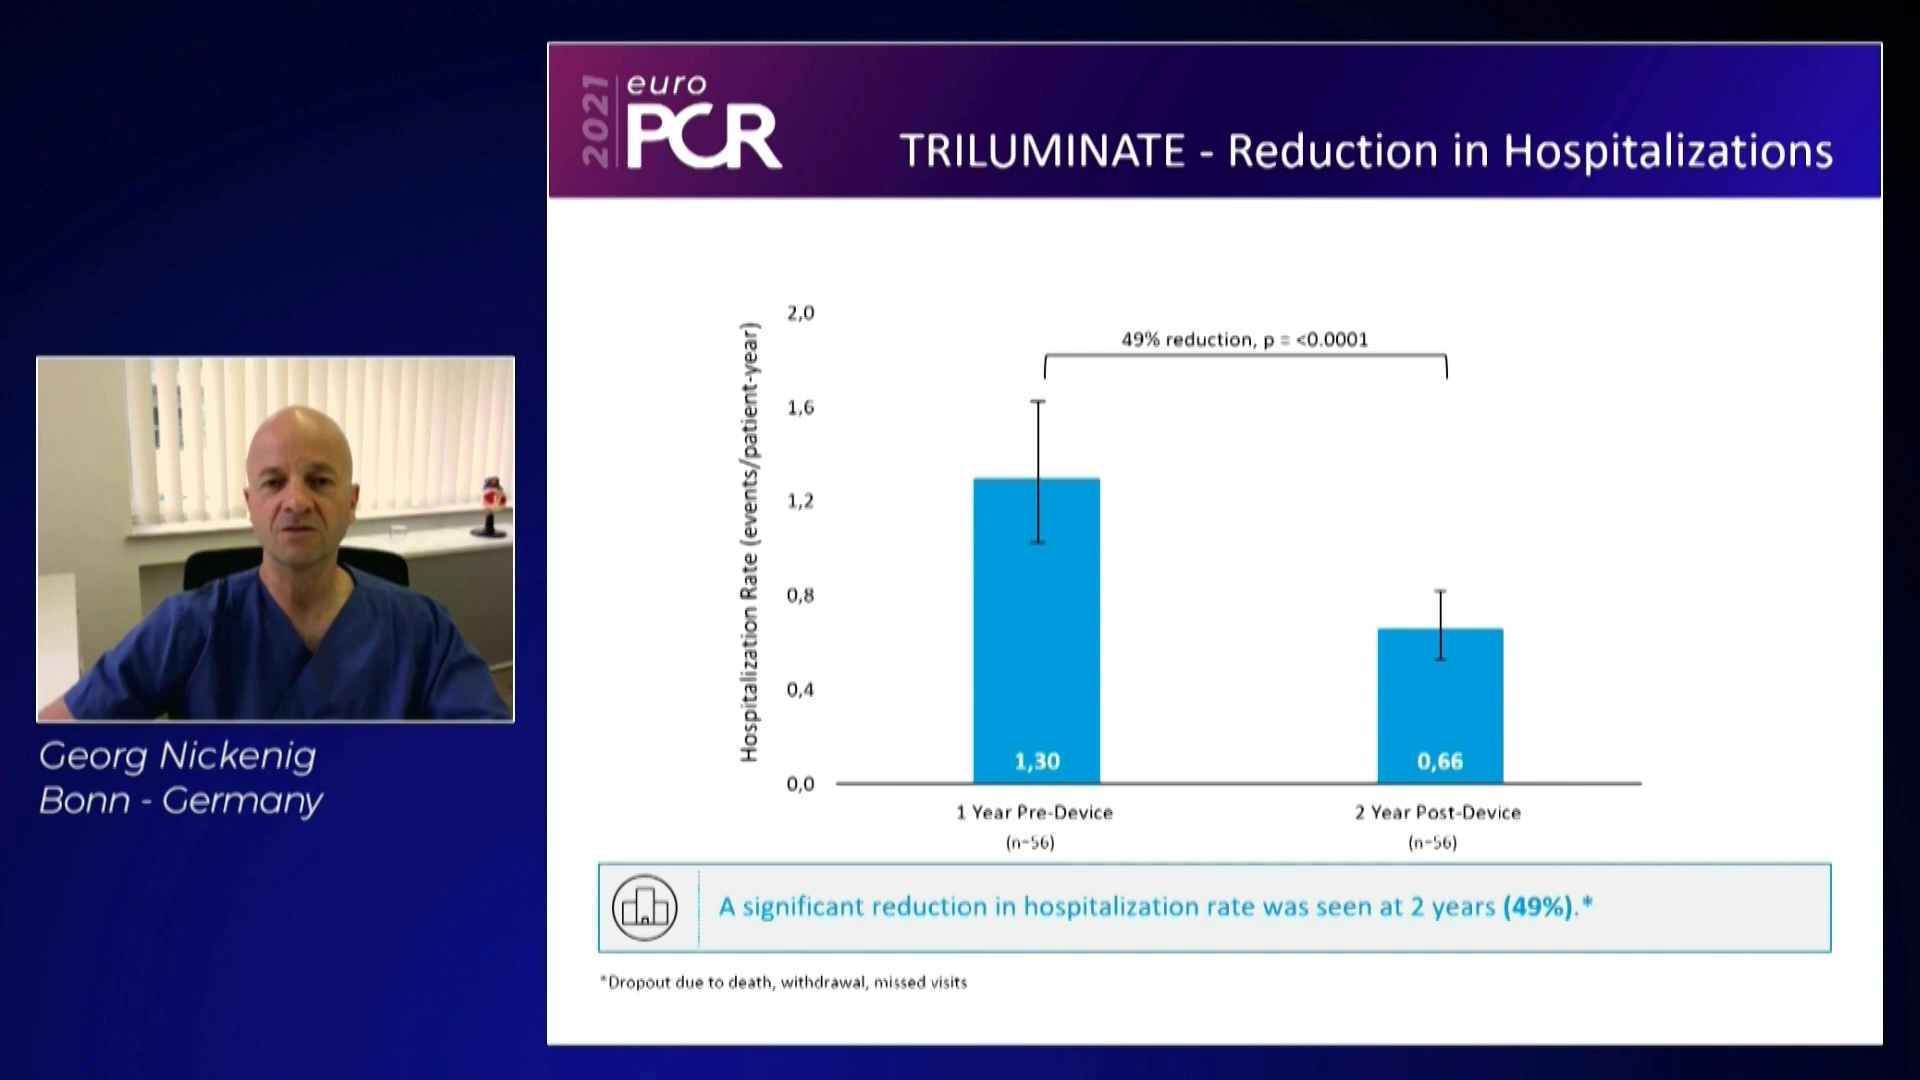 2021
euro
PCR
TRILUMINATE - Reduction in Hospitalizations
Hospitalization Rate (events/patient-year)
2,0
1,6
1,2
0,8
0,4
0,0
49% reduction, p = <0.0001
1,30
0,66
1 Year Pre-Device
(n=56)
2 Year Post-Device
(n=56)
A significant reduction in hospitalization rate was seen at 2 years (49%).*
*Dropout due to death, withdrawal, missed visits
Georg Nickenig
Bonn - Germany